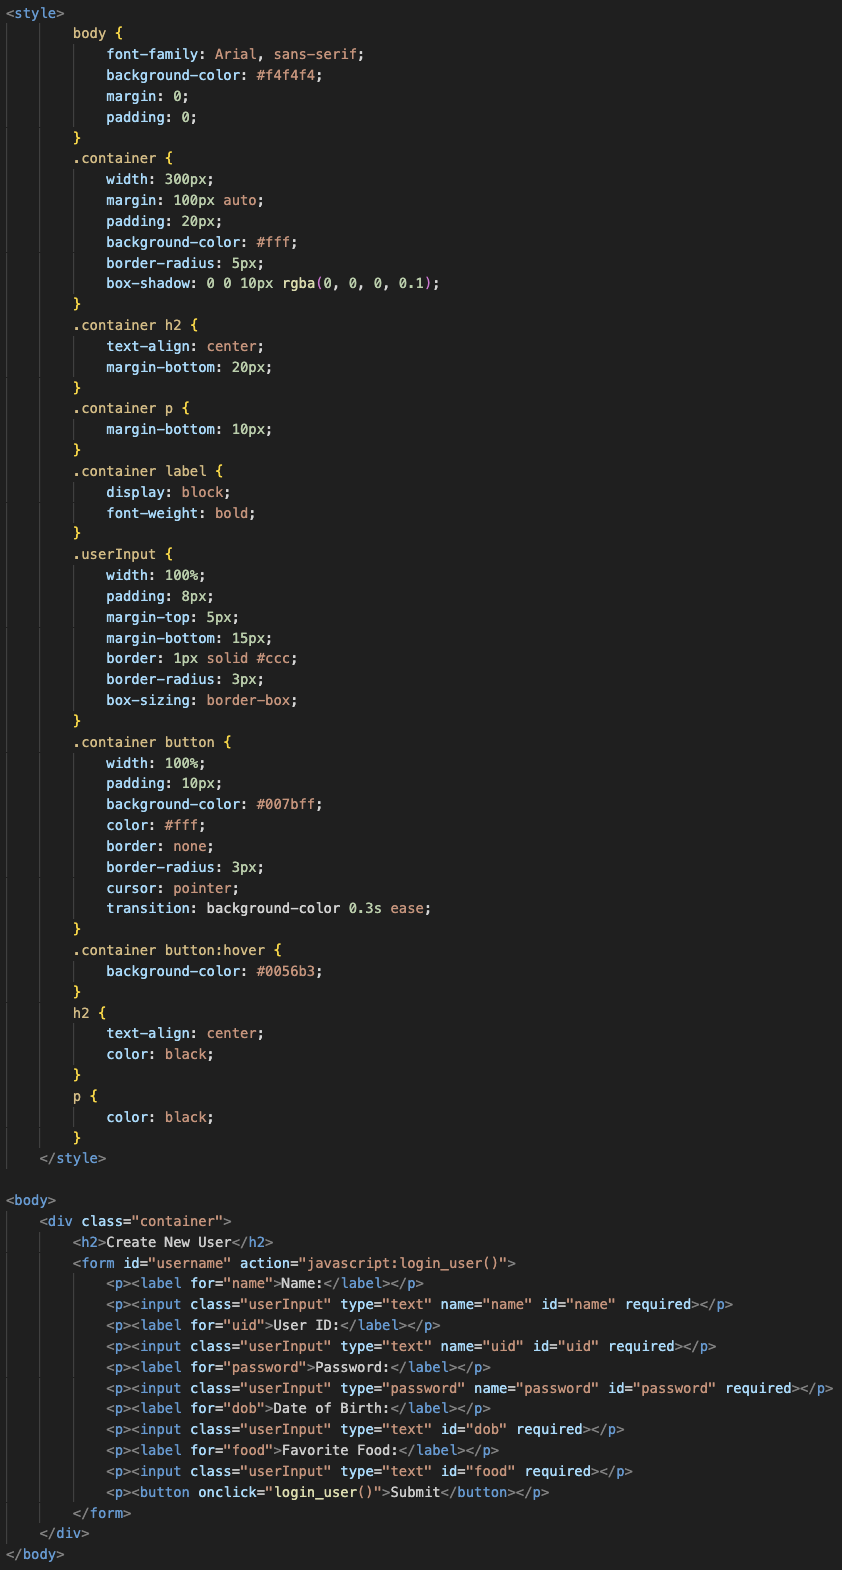 <style>
body {
font-family: Arial, sans-serif;
background-color: #f4f4f4;
margin: 0;
padding: 0;
}
.container {
width: 300px;
margin: 100px auto;
padding: 20px;
background-color: #fff;
border-radius: 5px;
box-shadow: 0 0 10px rgba(0, 0, 0, 0.1);
}
.container h2 {
text-align: center;
margin-bottom: 20px;
}
.container p {
margin-bottom: 10px;
}
.container label {
display: block;
font-weight: bold;
}
.userInput {
width: 100%;
padding: 8px;
margin-top: 5px;
margin-bottom: 15px;
border: 1px solid #ccc;
border-radius: 3px;
box-sizing: border-box;
}
.container button {
width: 100%;
padding: 10px;
background-color: #007bff;
color: #fff;
border: none;
border-radius: 3px;
cursor: pointer;
transition: background-color 0.3s ease;
}
.container button:hover {
background-color: #0056b3;
}
h2 {
text-align: center;
color: black;
}
p {
color: black;
}
</style>
<body>
<div class="container">
<h2>Create New User</h2>
<form id="username" action="javascript:login_user()">
<p><label for="name">Name:</label></p>
<p><input class="userInput" type="text" name="name" id="name" required></p>
<p><label for="uid">User ID:</label></p>
<p><input class="userInput" type="text" name="uid" id="uid" required></p>
<p><label for="password">Password:</label></p>
<p><input class="userInput" type="password" name="password" id="password" required></p>
<p><label for="dob">Date of Birth:</label></p>
<p><input class="userInput" type="text" id="dob" required></p>
<p><label for="food">Favorite Food:</label></p>
<p><input class="userInput" type="text" id="food" required></p>
<p><button onclick="login_user()">Submit</button></p>
</form>
</div>
</body>